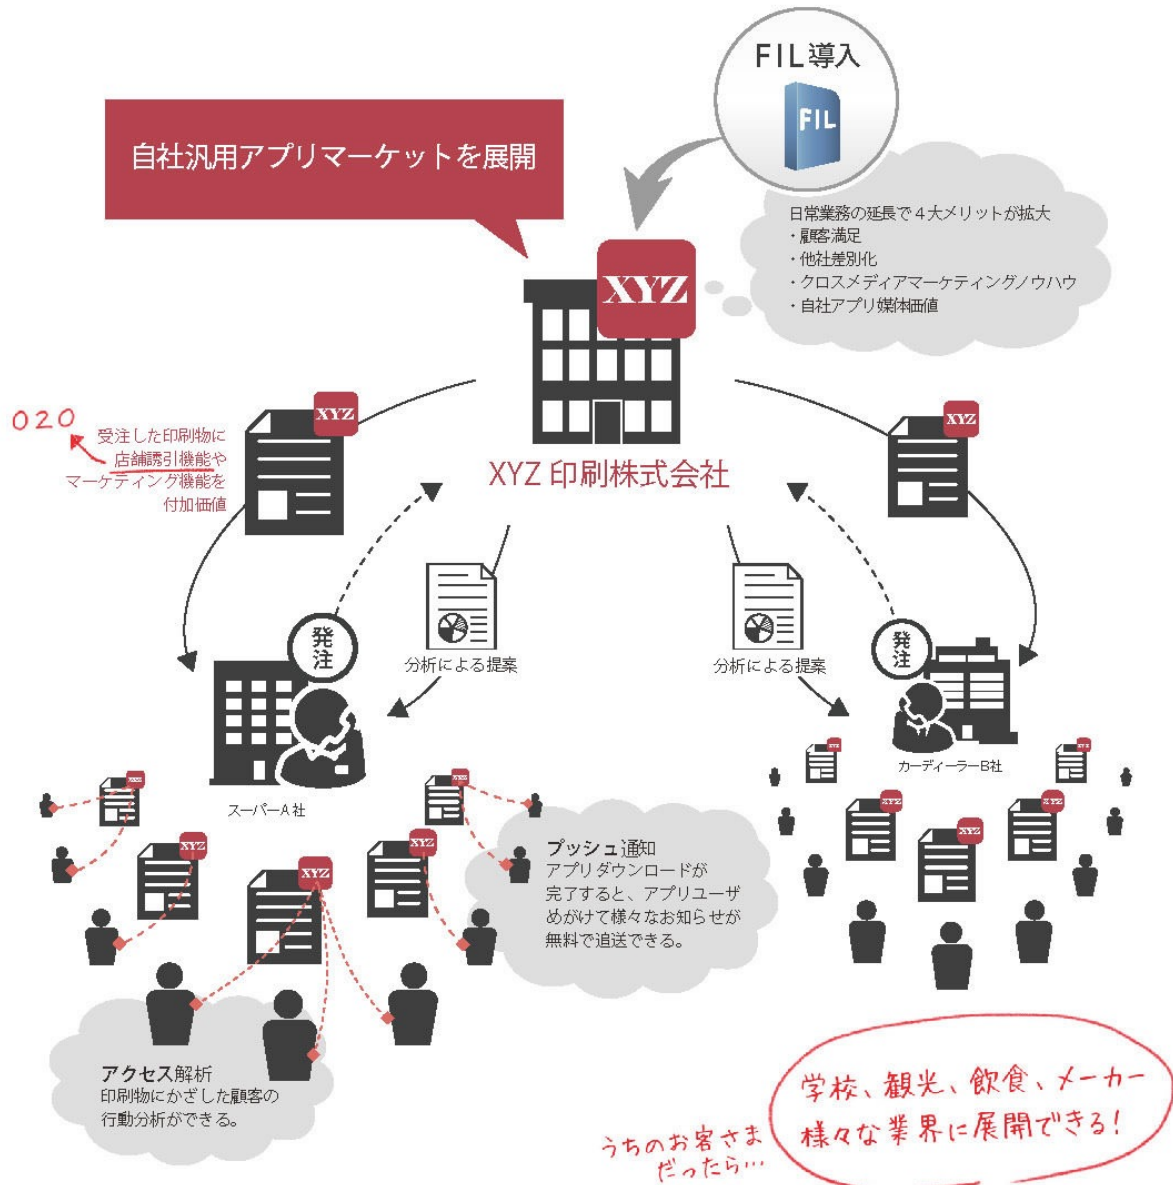 FIL導入
FIL
自社汎用アプリマーケットを展開
日常業務の延長で４大メリットが拡大
・顧客満足
・他社差別化
・クロスメディアマーケティングノウハウ
・自社アプリ媒体価値
XYZ
XYZ
XYZ
O2O
受注した印刷物に
店舗誘引機能や
マーケティング機能を
付加価値
XYZ 印刷株式会社
発注
分析による提案
分析による提案
発注
スーパーA社
カーディーラーB社
XYZ
XYZ
XYZ
XYZ
XYZ
XYZ
XYZ
XYZ
XYZ
XYZ
プッシュ通知
アプリダウンロードが
完了すると、アプリユーザ
めがけて様々なお知らせが
無料で追送できる。
アクセス解析
印刷物にかざした顧客の
行動分析ができる。
うちのお客さま
だったら…
学校、観光、飲食、メーカー
様々な業界に展開できる！